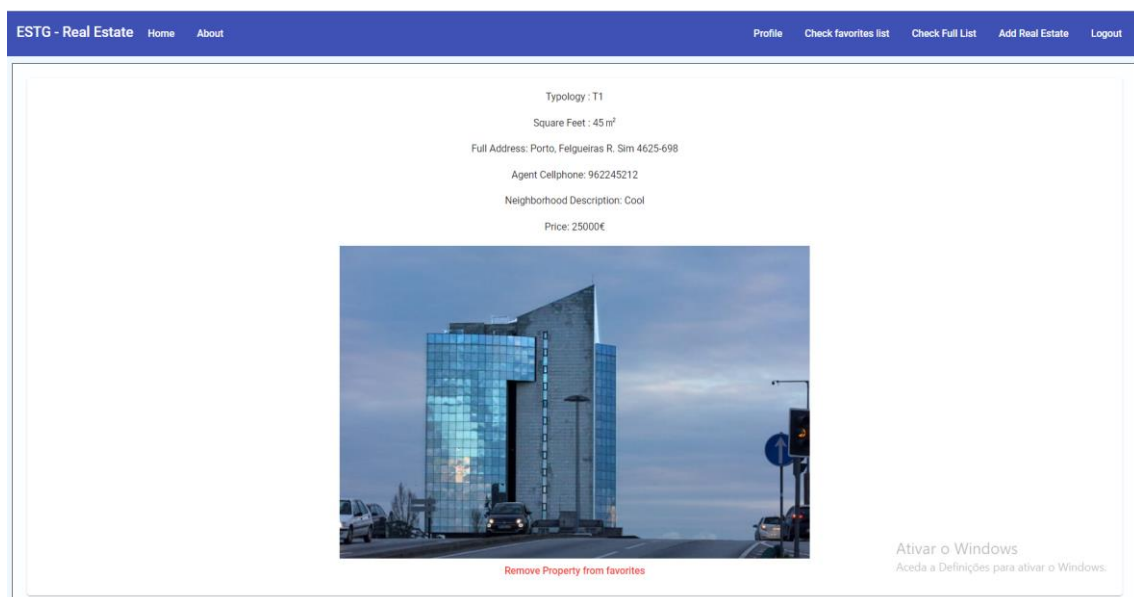 ESTG - Real Estate Home About Profile Check favorites list Check Full List Add Real Estate Logout
Typology : T1
Square Feet : 45 m²
Full Address: Porto, Felgueiras R. Sim 4625-698
Agent Cellphone: 962245212
Neighborhood Description: Cool
Price: 25000€
Remove Property from favorites
Ativar o Windows
Aceda a Definições para ativar o Windows.